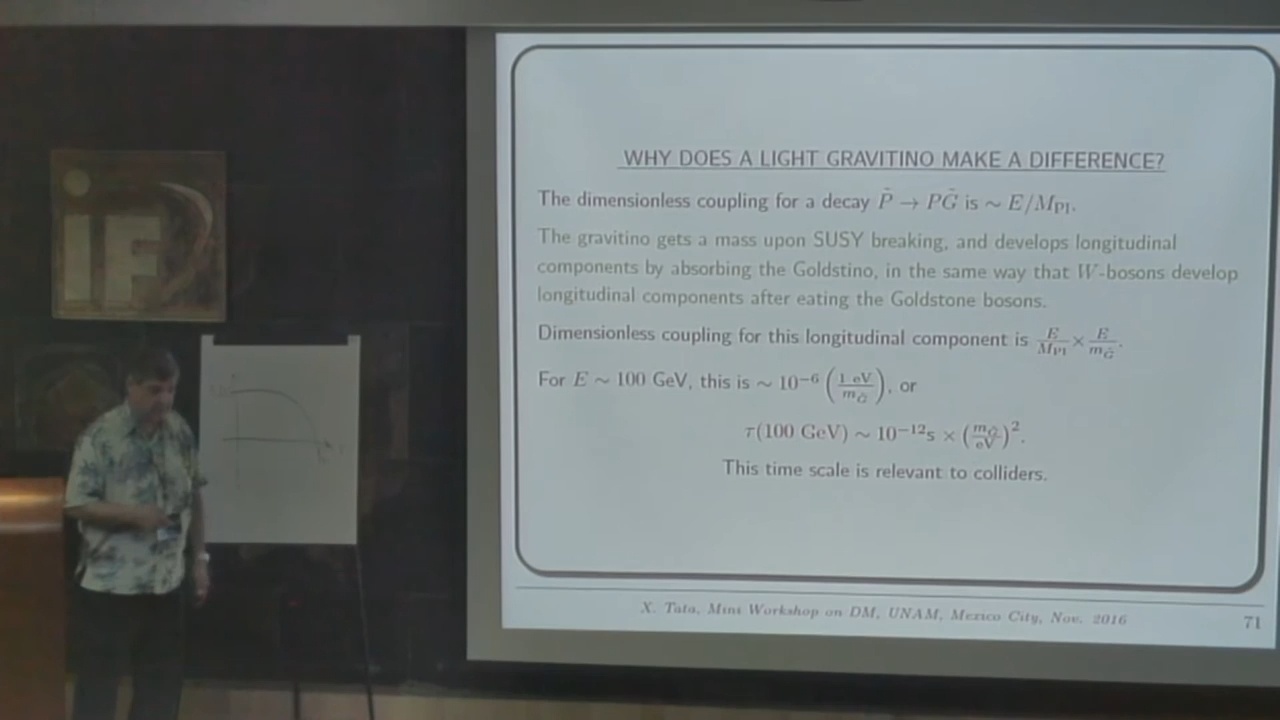 IF
WHY DOES A LIGHT GRAVITINO MAKE A DIFFERENCE?
The dimensionless coupling for a decay P̃ → PG̃ is ∼ E/M_Pl.
The gravitino gets a mass upon SUSY breaking, and develops longitudinal
components by absorbing the Goldstino, in the same way that W-bosons develop
longitudinal components after eating the Goldstone bosons.
Dimensionless coupling for this longitudinal component is E/M_Pl × E/m_G̃.
For E ∼ 100 GeV, this is ∼ 10⁻⁶ (1 eV/m_G̃), or
τ(100 GeV) ∼ 10⁻¹²s × (m_G̃/eV)².
This time scale is relevant to colliders.
X. Tata, Mini Workshop on DM, UNAM, Mexico City, Nov. 2016
71